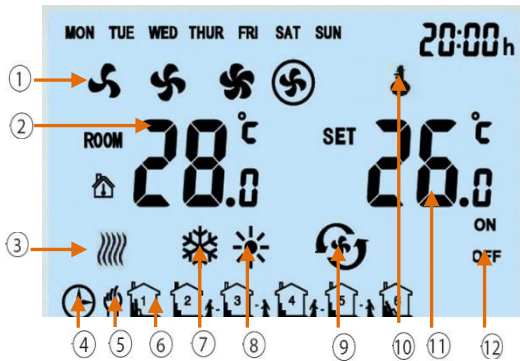 MON TUE WED THUR FRI SAT SUN 20:00h
①
② ROOM 28.0 °C SET 26.0 °C
ON
③ OFF
1 2 3 4 5 6
④ ⑤ ⑥ ⑦ ⑧ ⑨ ⑩ ⑪ ⑫